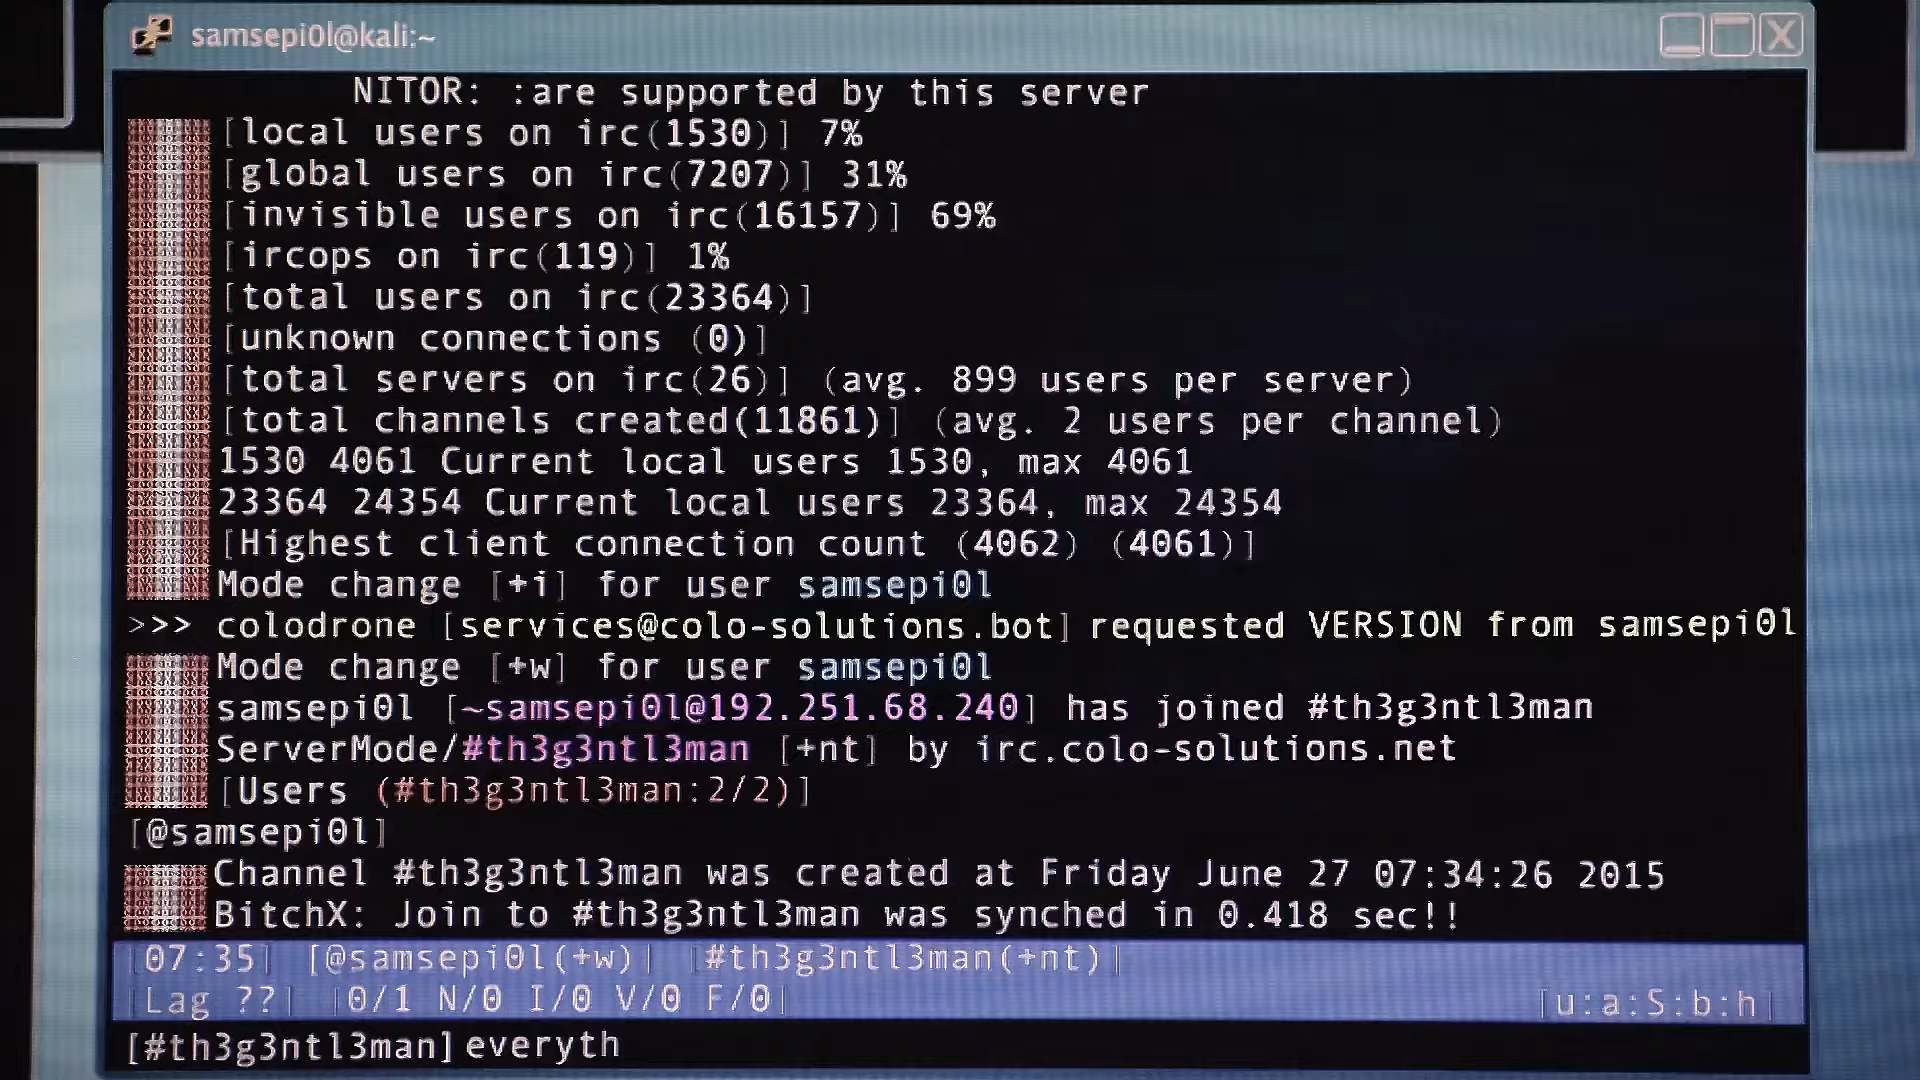 samsepi0l@kali:~
NITOR: :are supported by this server
[local users on irc(1530)] 7%
[global users on irc(7207)] 31%
[invisible users on irc(16157)] 69%
[ircops on irc(119)] 1%
[total users on irc(23364)]
[unknown connections (0)]
[total servers on irc(26)] (avg. 899 users per server)
[total channels created(11861)] (avg. 2 users per channel)
1530 4061 Current local users 1530, max 4061
23364 24354 Current local users 23364, max 24354
[Highest client connection count (4062) (4061)]
Mode change [+i] for user samsepi0l
>>> colodrone [services@colo-solutions.bot] requested VERSION from samsepi0l
Mode change [+w] for user samsepi0l
samsepi0l [~samsepi0l@192.251.68.240] has joined #th3g3ntl3man
ServerMode/#th3g3ntl3man [+nt] by irc.colo-solutions.net
[Users (#th3g3ntl3man:2/2)]
[@samsepi0l]
Channel #th3g3ntl3man was created at Friday June 27 07:34:26 2015
BitchX: Join to #th3g3ntl3man was synched in 0.418 sec!!
|07:35| [@samsepi0l(+w)| |#th3g3ntl3man(+nt)|
|Lag ??| |0/1 N/0 I/0 V/0 F/0| [u:a:S:b:h]
[#th3g3ntl3man] everyth